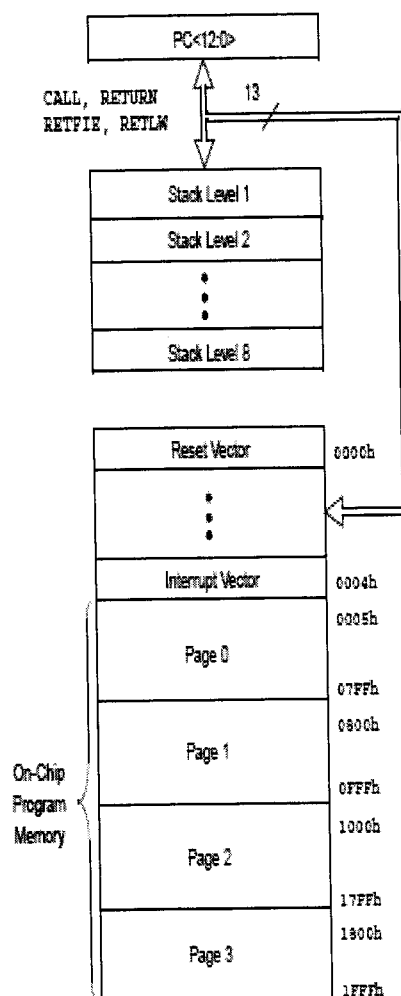 PC<12:0>
CALL, RETURN
RETFIE, RETLW
13
Stack Level 1
Stack Level 2
Stack Level 8
Reset Vector
0000h
Interrupt Vector
0004h
0005h
Page 0
07FFh
0800h
Page 1
0FFFh
On-Chip
Program
Memory
1000h
Page 2
17FFh
1800h
Page 3
1FFFh